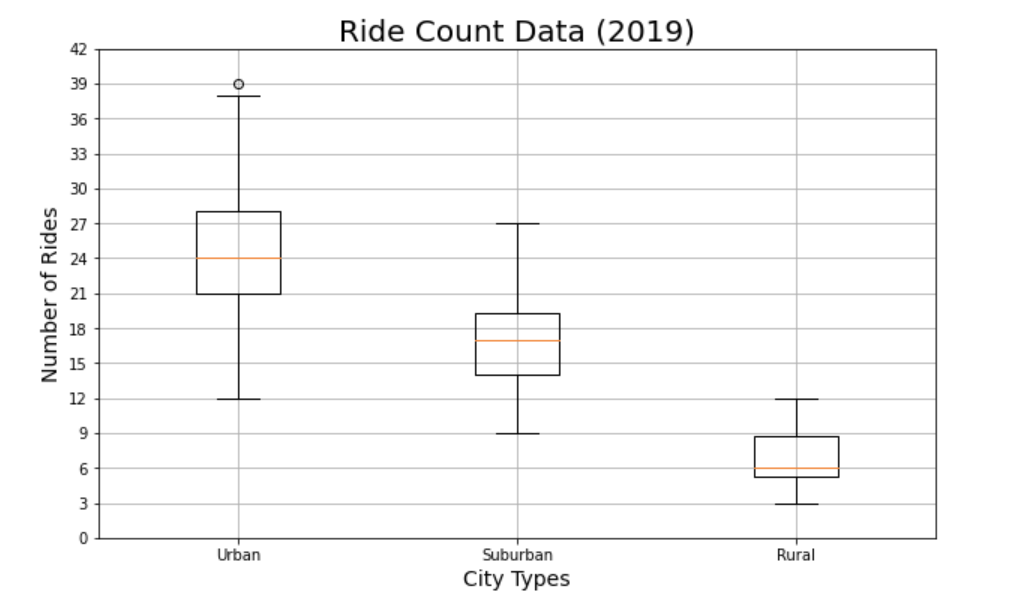 Ride Count Data (2019)
42
39
36
33
30
27
24
21
18
15
12
9
6
3
0
Number of Rides
Urban
Suburban
Rural
City Types